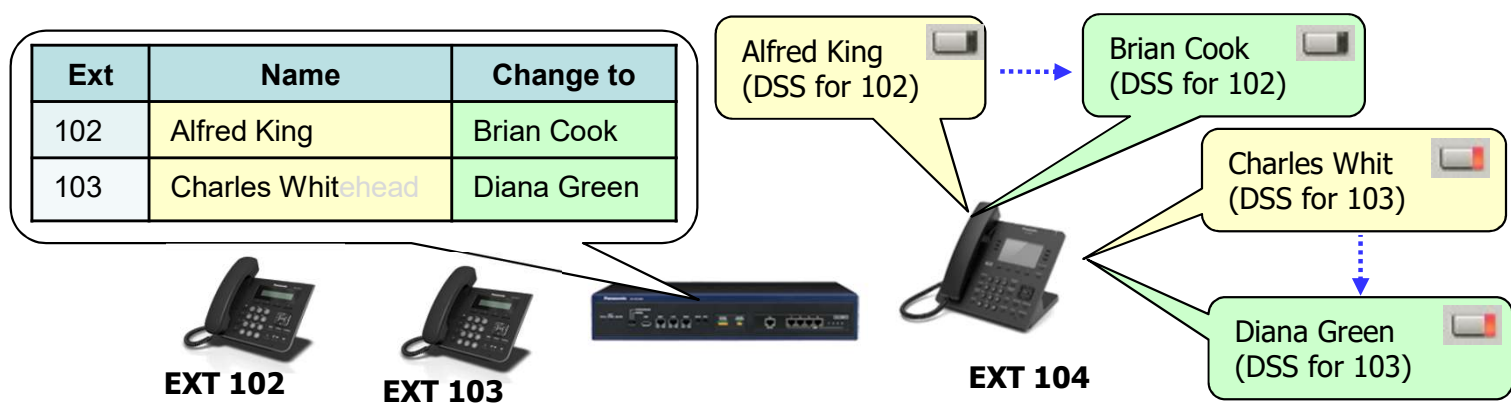 Ext Name Change to
102 Alfred King Brian Cook
103 Charles Whitehead Diana Green
Alfred King
(DSS for 102)
Brian Cook
(DSS for 102)
Charles Whit
(DSS for 103)
Diana Green
(DSS for 103)
Panasonic
EXT 102
EXT 103
EXT 104